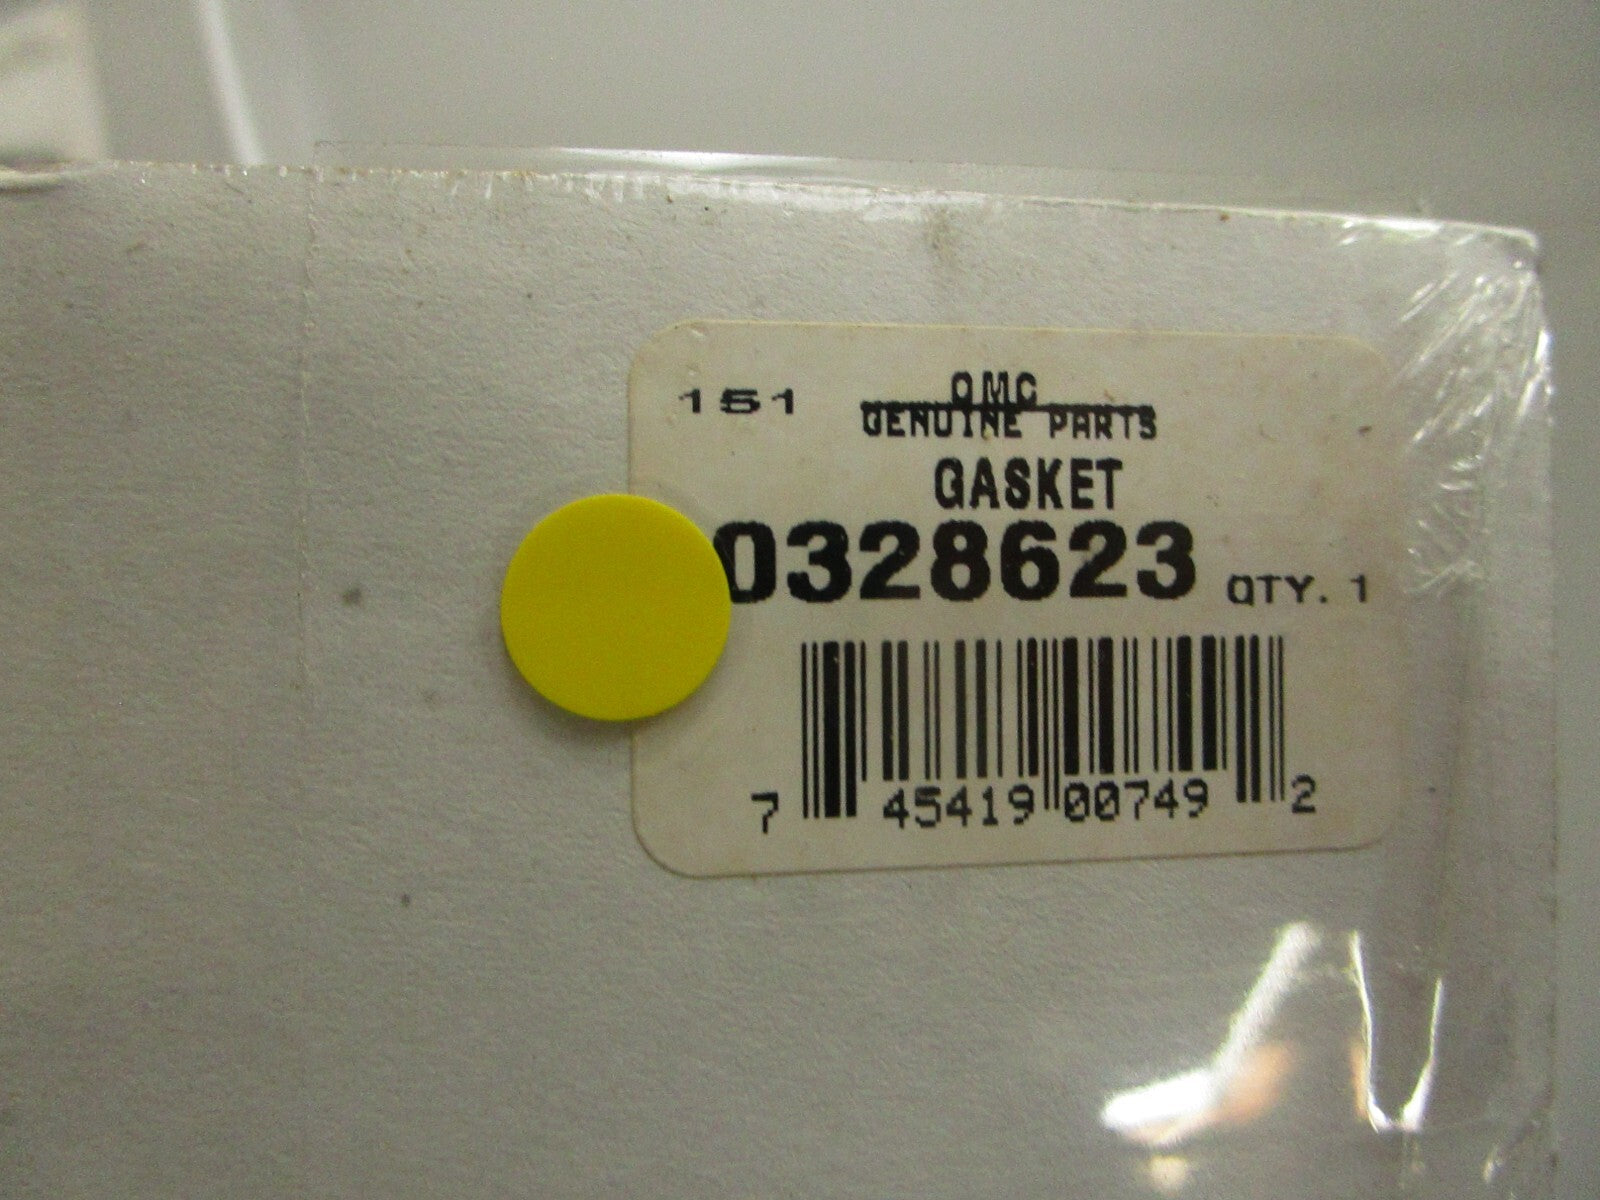 151
OMC
GENUINE PARTS
GASKET
0328623 QTY. 1
7 45419 00749 2